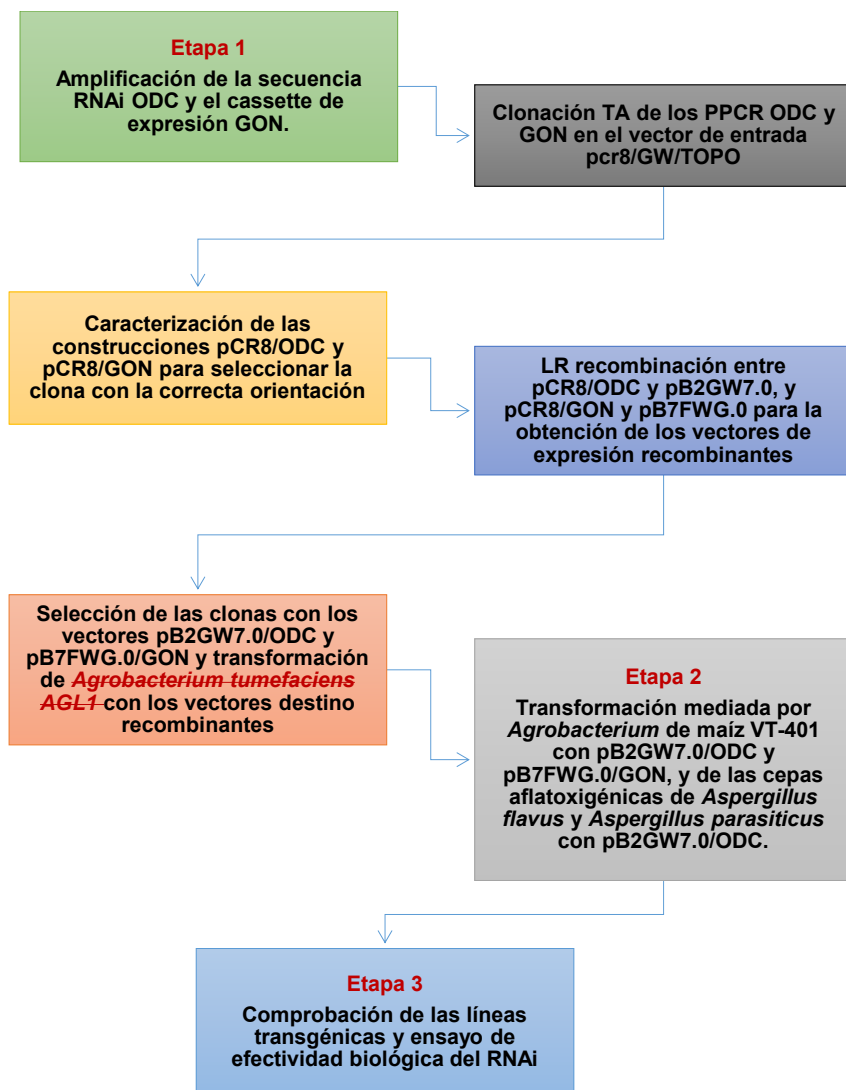 Etapa 1
Amplificación de la secuencia
RNAi ODC y el cassette de
expresión GON.
Clonación TA de los PPCR ODC y
GON en el vector de entrada
pcr8/GW/TOPO
Caracterización de las
construcciones pCR8/ODC y
pCR8/GON para seleccionar la
clona con la correcta orientación
LR recombinación entre
pCR8/ODC y pB2GW7.0, y
pCR8/GON y pB7FWG.0 para la
obtención de los vectores de
expresión recombinantes
Selección de las clonas con los
vectores pB2GW7.0/ODC y
pB7FWG.0/GON y transformación
de Agrobacterium tumefaciens
AGL1 con los vectores destino
recombinantes
Etapa 2
Transformación mediada por
Agrobacterium de maíz VT-401
con pB2GW7.0/ODC y
pB7FWG.0/GON, y de las cepas
aflatoxigénicas de Aspergillus
flavus y Aspergillus parasiticus
con pB2GW7.0/ODC.
Etapa 3
Comprobación de las líneas
transgénicas y ensayo de
efectividad biológica del RNAi